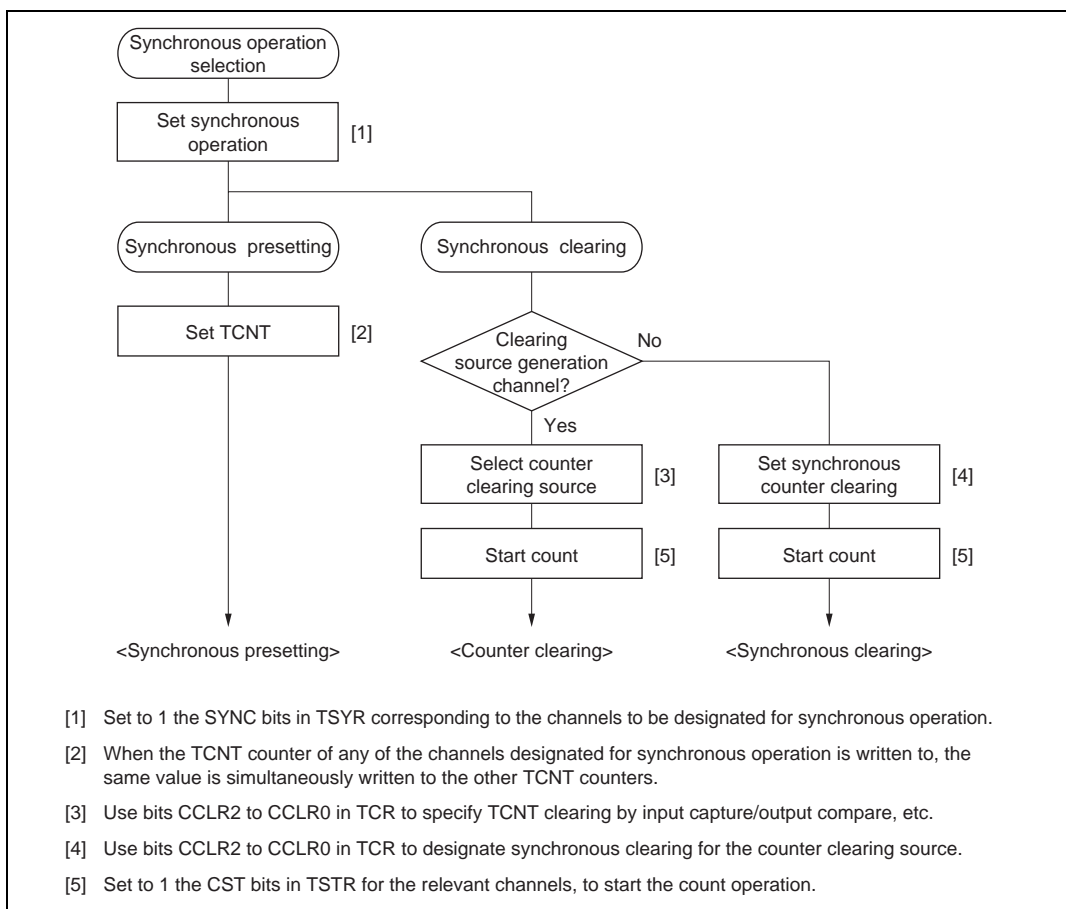 Synchronous operation
selection
Set synchronous
operation
[1]
Synchronous presetting
Synchronous clearing
Set TCNT
[2]
Clearing
source generation
channel?
No
Yes
Select counter
clearing source
[3]
Set synchronous
counter clearing
[4]
Start count
[5]
Start count
[5]
<Synchronous presetting>
<Counter clearing>
<Synchronous clearing>
[1] Set to 1 the SYNC bits in TSYR corresponding to the channels to be designated for synchronous operation.
[2] When the TCNT counter of any of the channels designated for synchronous operation is written to, the
same value is simultaneously written to the other TCNT counters.
[3] Use bits CCLR2 to CCLR0 in TCR to specify TCNT clearing by input capture/output compare, etc.
[4] Use bits CCLR2 to CCLR0 in TCR to designate synchronous clearing for the counter clearing source.
[5] Set to 1 the CST bits in TSTR for the relevant channels, to start the count operation.